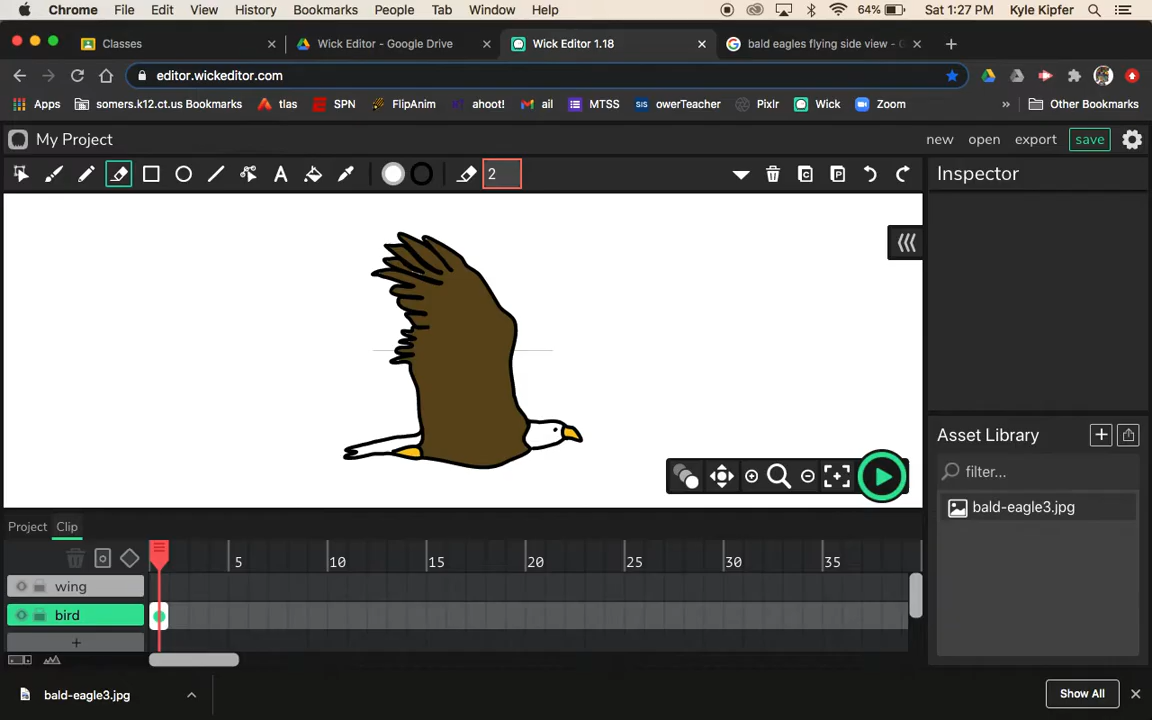 Chrome File Edit View History Bookmarks People Tab Window Help 64% Sat 1:27 PM Kyle Kipfer
Classes Wick Editor - Google Drive Wick Editor 1.18 bald eagles flying side view - G
editor.wickeditor.com
Apps somers.k12.ct.us Bookmarks tlas SPN FlipAnim ahoot! ail MTSS SIS owerTeacher Pixlr Wick Zoom » Other Bookmarks
My Project new open export save
A 2 C P Inspector
Asset Library
filter...
bald-eagle3.jpg
Project Clip
5 10 15 20 25 30 35
wing
bird
+
bald-eagle3.jpg Show All